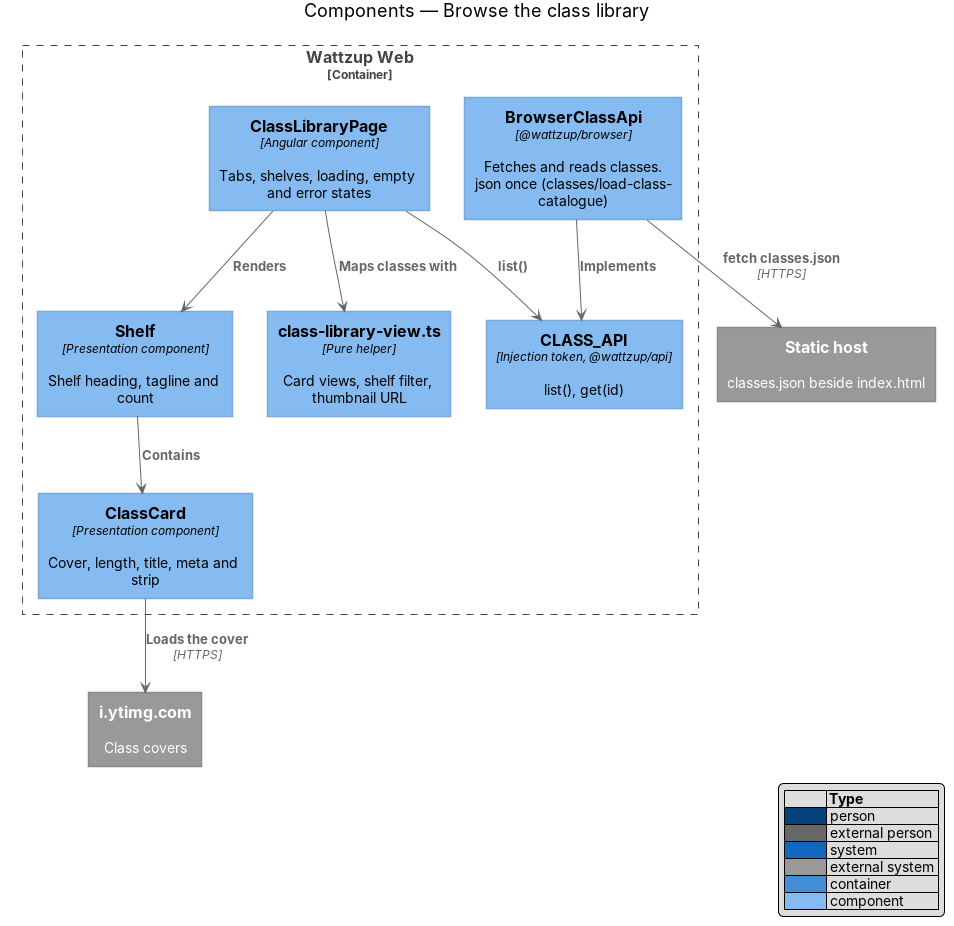 Components — Browse the class library
Wattzup Web
[Container]
ClassLibraryPage
[Angular component]
Tabs, shelves, loading, empty
and error states
BrowserClassApi
[@wattzup/browser]
Fetches and reads classes.
json once (classes/load-class-
catalogue)
Renders
Maps classes with
list()
Implements
fetch classes.json
[HTTPS]
Shelf
[Presentation component]
Shelf heading, tagline and
count
class-library-view.ts
[Pure helper]
Card views, shelf filter,
thumbnail URL
CLASS_API
[Injection token, @wattzup/api]
list(), get(id)
Static host
classes.json beside index.html
Contains
ClassCard
[Presentation component]
Cover, length, title, meta and
strip
Loads the cover
[HTTPS]
i.ytimg.com
Class covers
Type
person
external person
system
external system
container
component